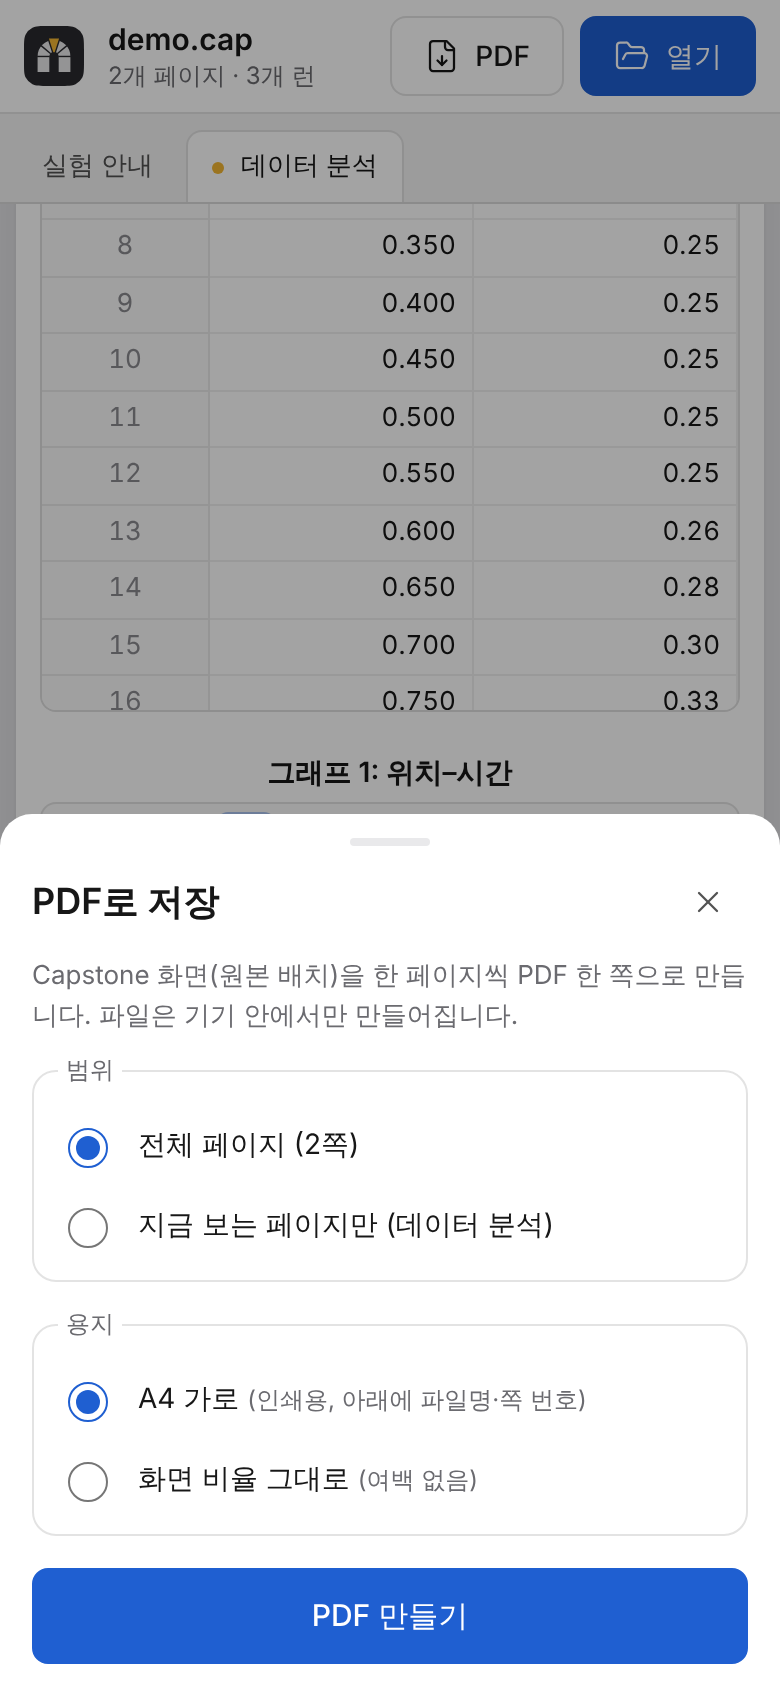 demo.cap
2개 페이지 · 3개 런
PDF
열기
실험 안내
데이터 분석
8 0.350 0.25
9 0.400 0.25
10 0.450 0.25
11 0.500 0.25
12 0.550 0.25
13 0.600 0.26
14 0.650 0.28
15 0.700 0.30
16 0.750 0.33
그래프 1: 위치–시간
PDF로 저장
Capstone 화면(원본 배치)을 한 페이지씩 PDF 한 쪽으로 만듭
니다. 파일은 기기 안에서만 만들어집니다.
범위
전체 페이지 (2쪽)
지금 보는 페이지만 (데이터 분석)
용지
A4 가로 (인쇄용, 아래에 파일명·쪽 번호)
화면 비율 그대로 (여백 없음)
PDF 만들기